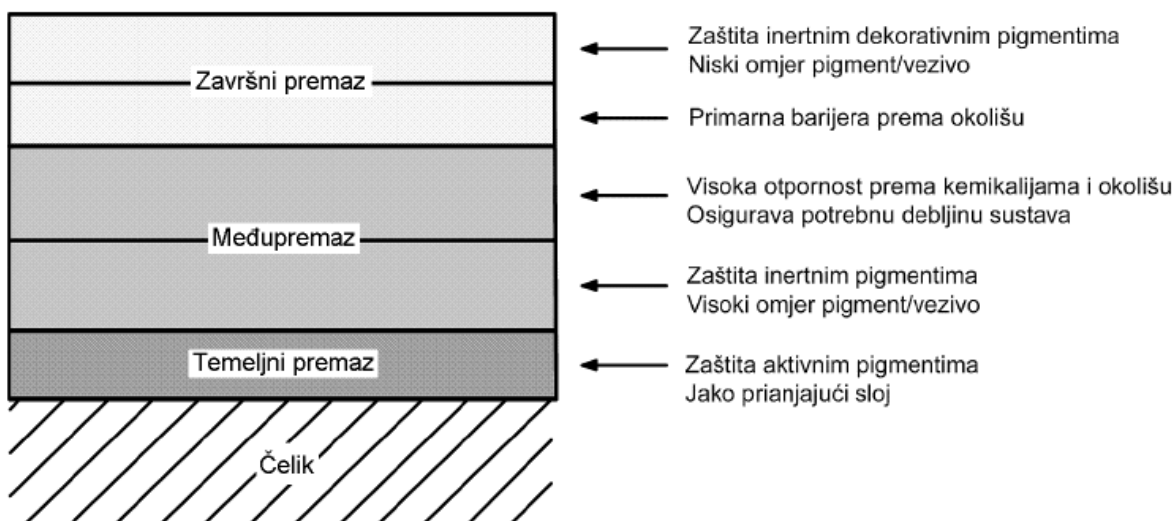 Završni premaz
Međupremaz
Temeljni premaz
Čelik
Zaštita inertnim dekorativnim pigmentima
Niski omjer pigment/vezivo
Primarna barijera prema okolišu
Visoka otpornost prema kemikalijama i okolišu
Osigurava potrebnu debljinu sustava
Zaštita inertnim pigmentima
Visoki omjer pigment/vezivo
Zaštita aktivnim pigmentima
Jako prianjajući sloj